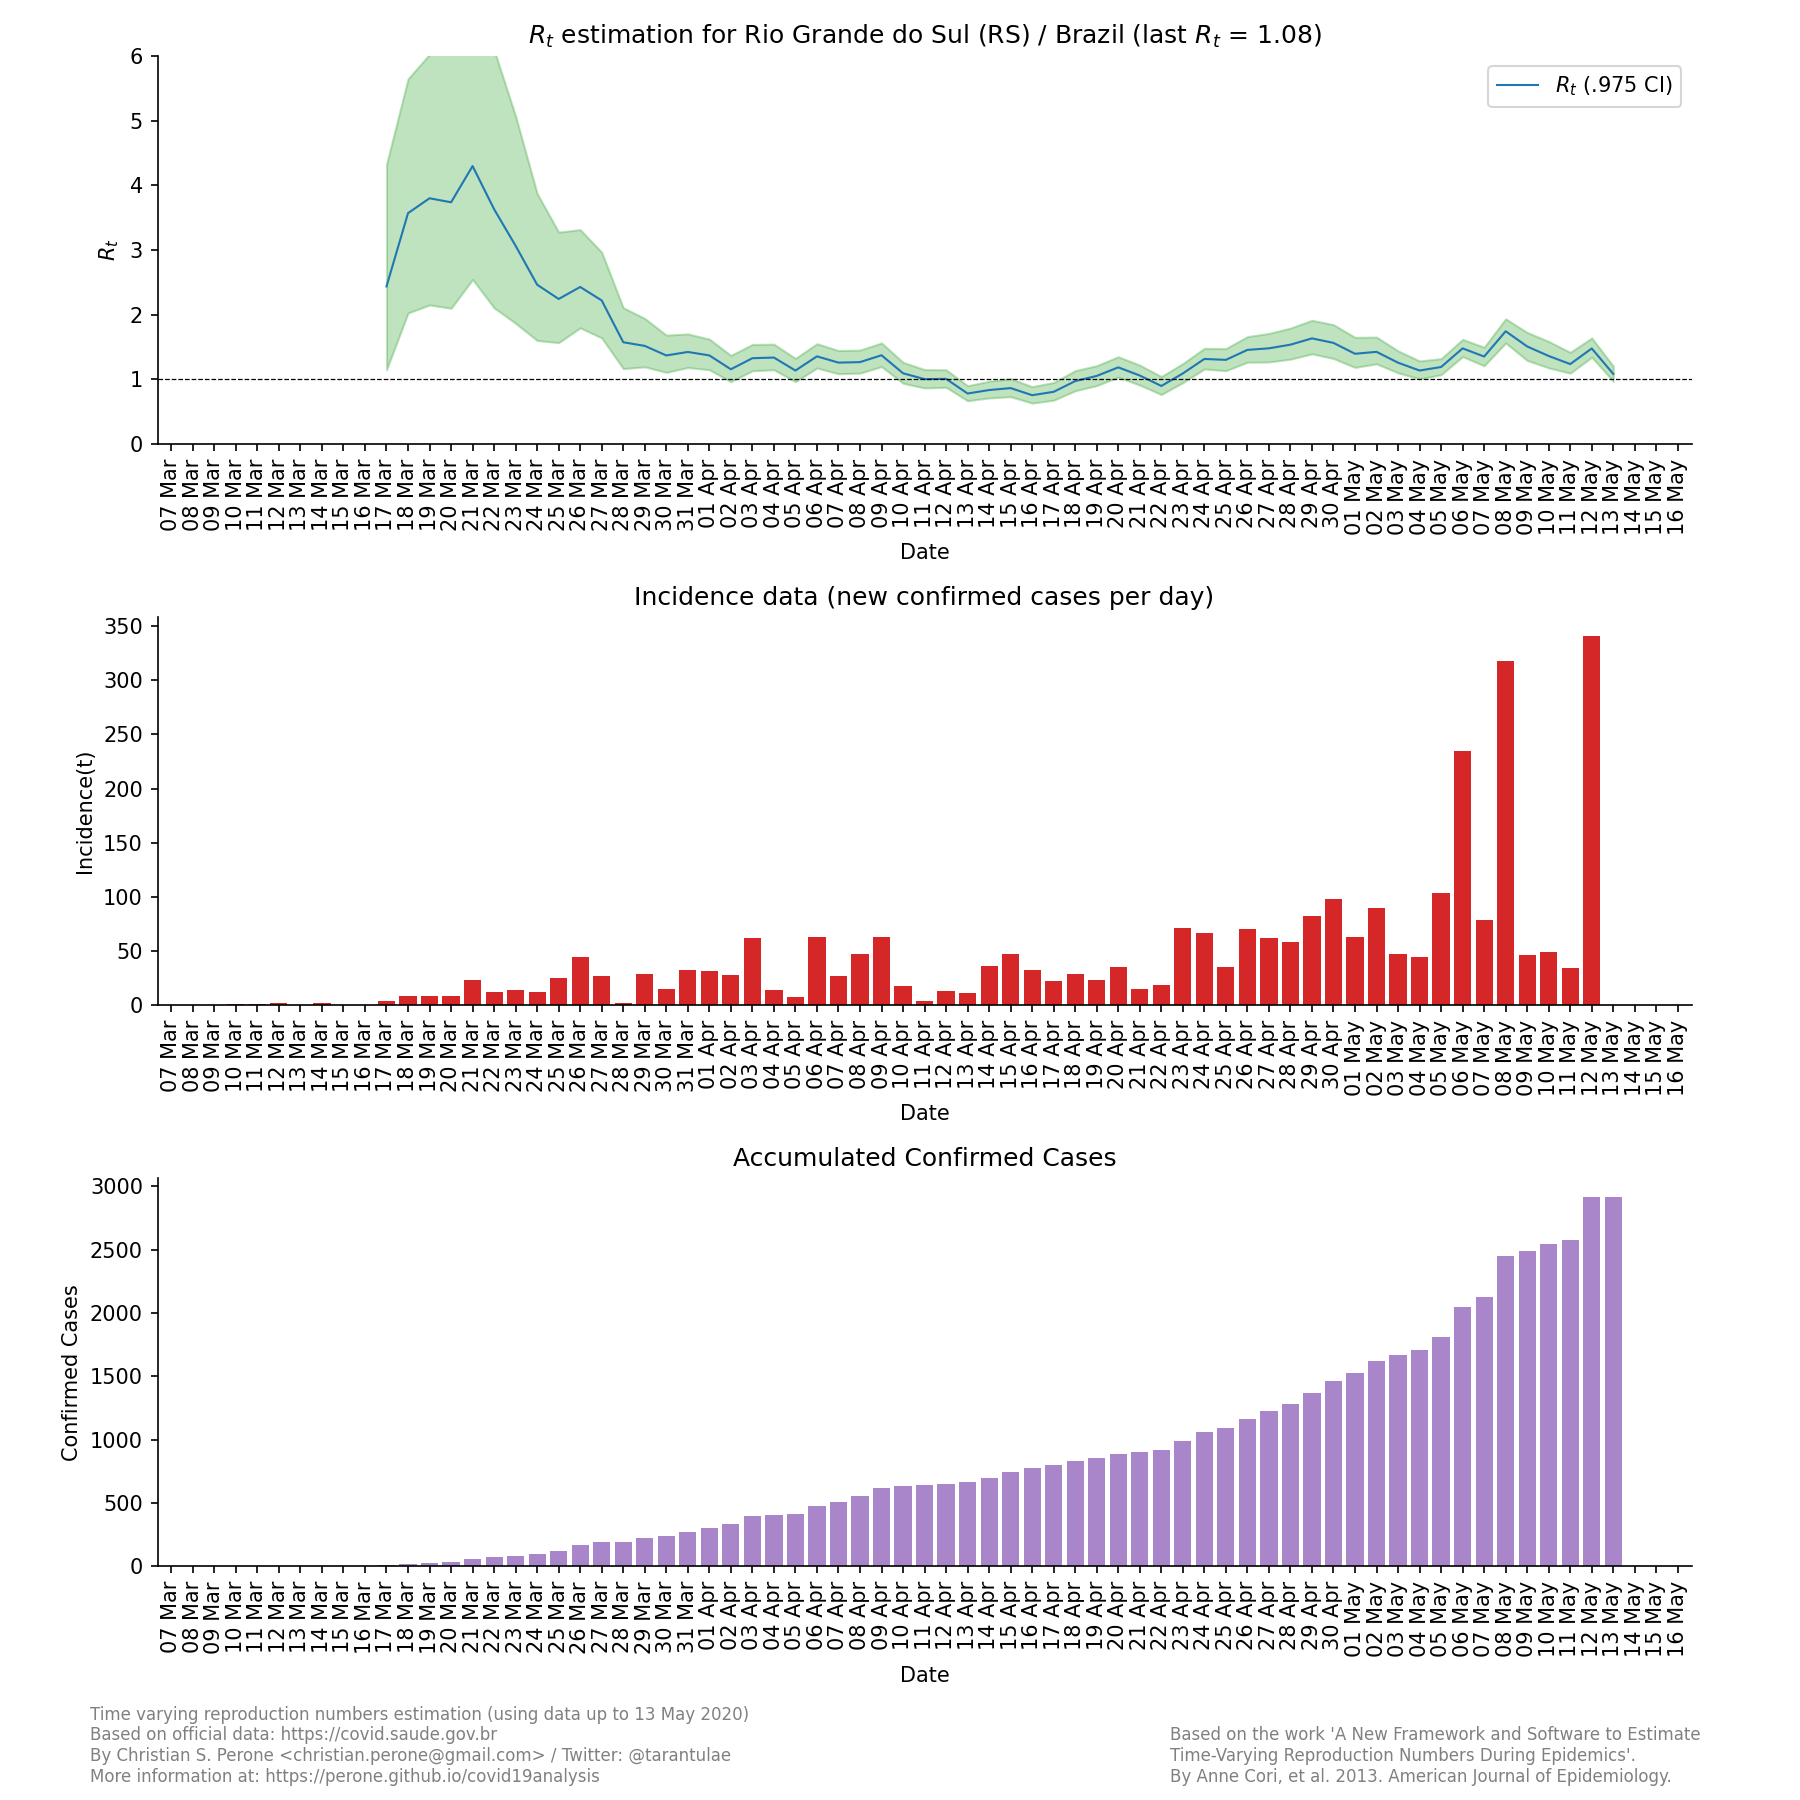 R_t estimation for Rio Grande do Sul (RS) / Brazil (last R_t = 1.08)
R_t (.975 CI)
R_t
6
5
4
3
2
1
0
07 Mar 08 Mar 09 Mar 10 Mar 11 Mar 12 Mar 13 Mar 14 Mar 15 Mar 16 Mar 17 Mar 18 Mar 19 Mar 20 Mar 21 Mar 22 Mar 23 Mar 24 Mar 25 Mar 26 Mar 27 Mar 28 Mar 29 Mar 30 Mar 31 Mar 01 Apr 02 Apr 03 Apr 04 Apr 05 Apr 06 Apr 07 Apr 08 Apr 09 Apr 10 Apr 11 Apr 12 Apr 13 Apr 14 Apr 15 Apr 16 Apr 17 Apr 18 Apr 19 Apr 20 Apr 21 Apr 22 Apr 23 Apr 24 Apr 25 Apr 26 Apr 27 Apr 28 Apr 29 Apr 30 Apr 01 May 02 May 03 May 04 May 05 May 06 May 07 May 08 May 09 May 10 May 11 May 12 May 13 May 14 May 15 May 16 May
Date
Incidence data (new confirmed cases per day)
Incidence(t)
350
300
250
200
150
100
50
0
07 Mar 08 Mar 09 Mar 10 Mar 11 Mar 12 Mar 13 Mar 14 Mar 15 Mar 16 Mar 17 Mar 18 Mar 19 Mar 20 Mar 21 Mar 22 Mar 23 Mar 24 Mar 25 Mar 26 Mar 27 Mar 28 Mar 29 Mar 30 Mar 31 Mar 01 Apr 02 Apr 03 Apr 04 Apr 05 Apr 06 Apr 07 Apr 08 Apr 09 Apr 10 Apr 11 Apr 12 Apr 13 Apr 14 Apr 15 Apr 16 Apr 17 Apr 18 Apr 19 Apr 20 Apr 21 Apr 22 Apr 23 Apr 24 Apr 25 Apr 26 Apr 27 Apr 28 Apr 29 Apr 30 Apr 01 May 02 May 03 May 04 May 05 May 06 May 07 May 08 May 09 May 10 May 11 May 12 May 13 May 14 May 15 May 16 May
Date
Accumulated Confirmed Cases
Confirmed Cases
3000
2500
2000
1500
1000
500
0
07 Mar 08 Mar 09 Mar 10 Mar 11 Mar 12 Mar 13 Mar 14 Mar 15 Mar 16 Mar 17 Mar 18 Mar 19 Mar 20 Mar 21 Mar 22 Mar 23 Mar 24 Mar 25 Mar 26 Mar 27 Mar 28 Mar 29 Mar 30 Mar 31 Mar 01 Apr 02 Apr 03 Apr 04 Apr 05 Apr 06 Apr 07 Apr 08 Apr 09 Apr 10 Apr 11 Apr 12 Apr 13 Apr 14 Apr 15 Apr 16 Apr 17 Apr 18 Apr 19 Apr 20 Apr 21 Apr 22 Apr 23 Apr 24 Apr 25 Apr 26 Apr 27 Apr 28 Apr 29 Apr 30 Apr 01 May 02 May 03 May 04 May 05 May 06 May 07 May 08 May 09 May 10 May 11 May 12 May 13 May 14 May 15 May 16 May
Date
Time varying reproduction numbers estimation (using data up to 13 May 2020)
Based on official data: https://covid.saude.gov.br
By Christian S. Perone <christian.perone@gmail.com> / Twitter: @tarantulae
More information at: https://perone.github.io/covid19analysis
Based on the work 'A New Framework and Software to Estimate
Time-Varying Reproduction Numbers During Epidemics'.
By Anne Cori, et al. 2013. American Journal of Epidemiology.